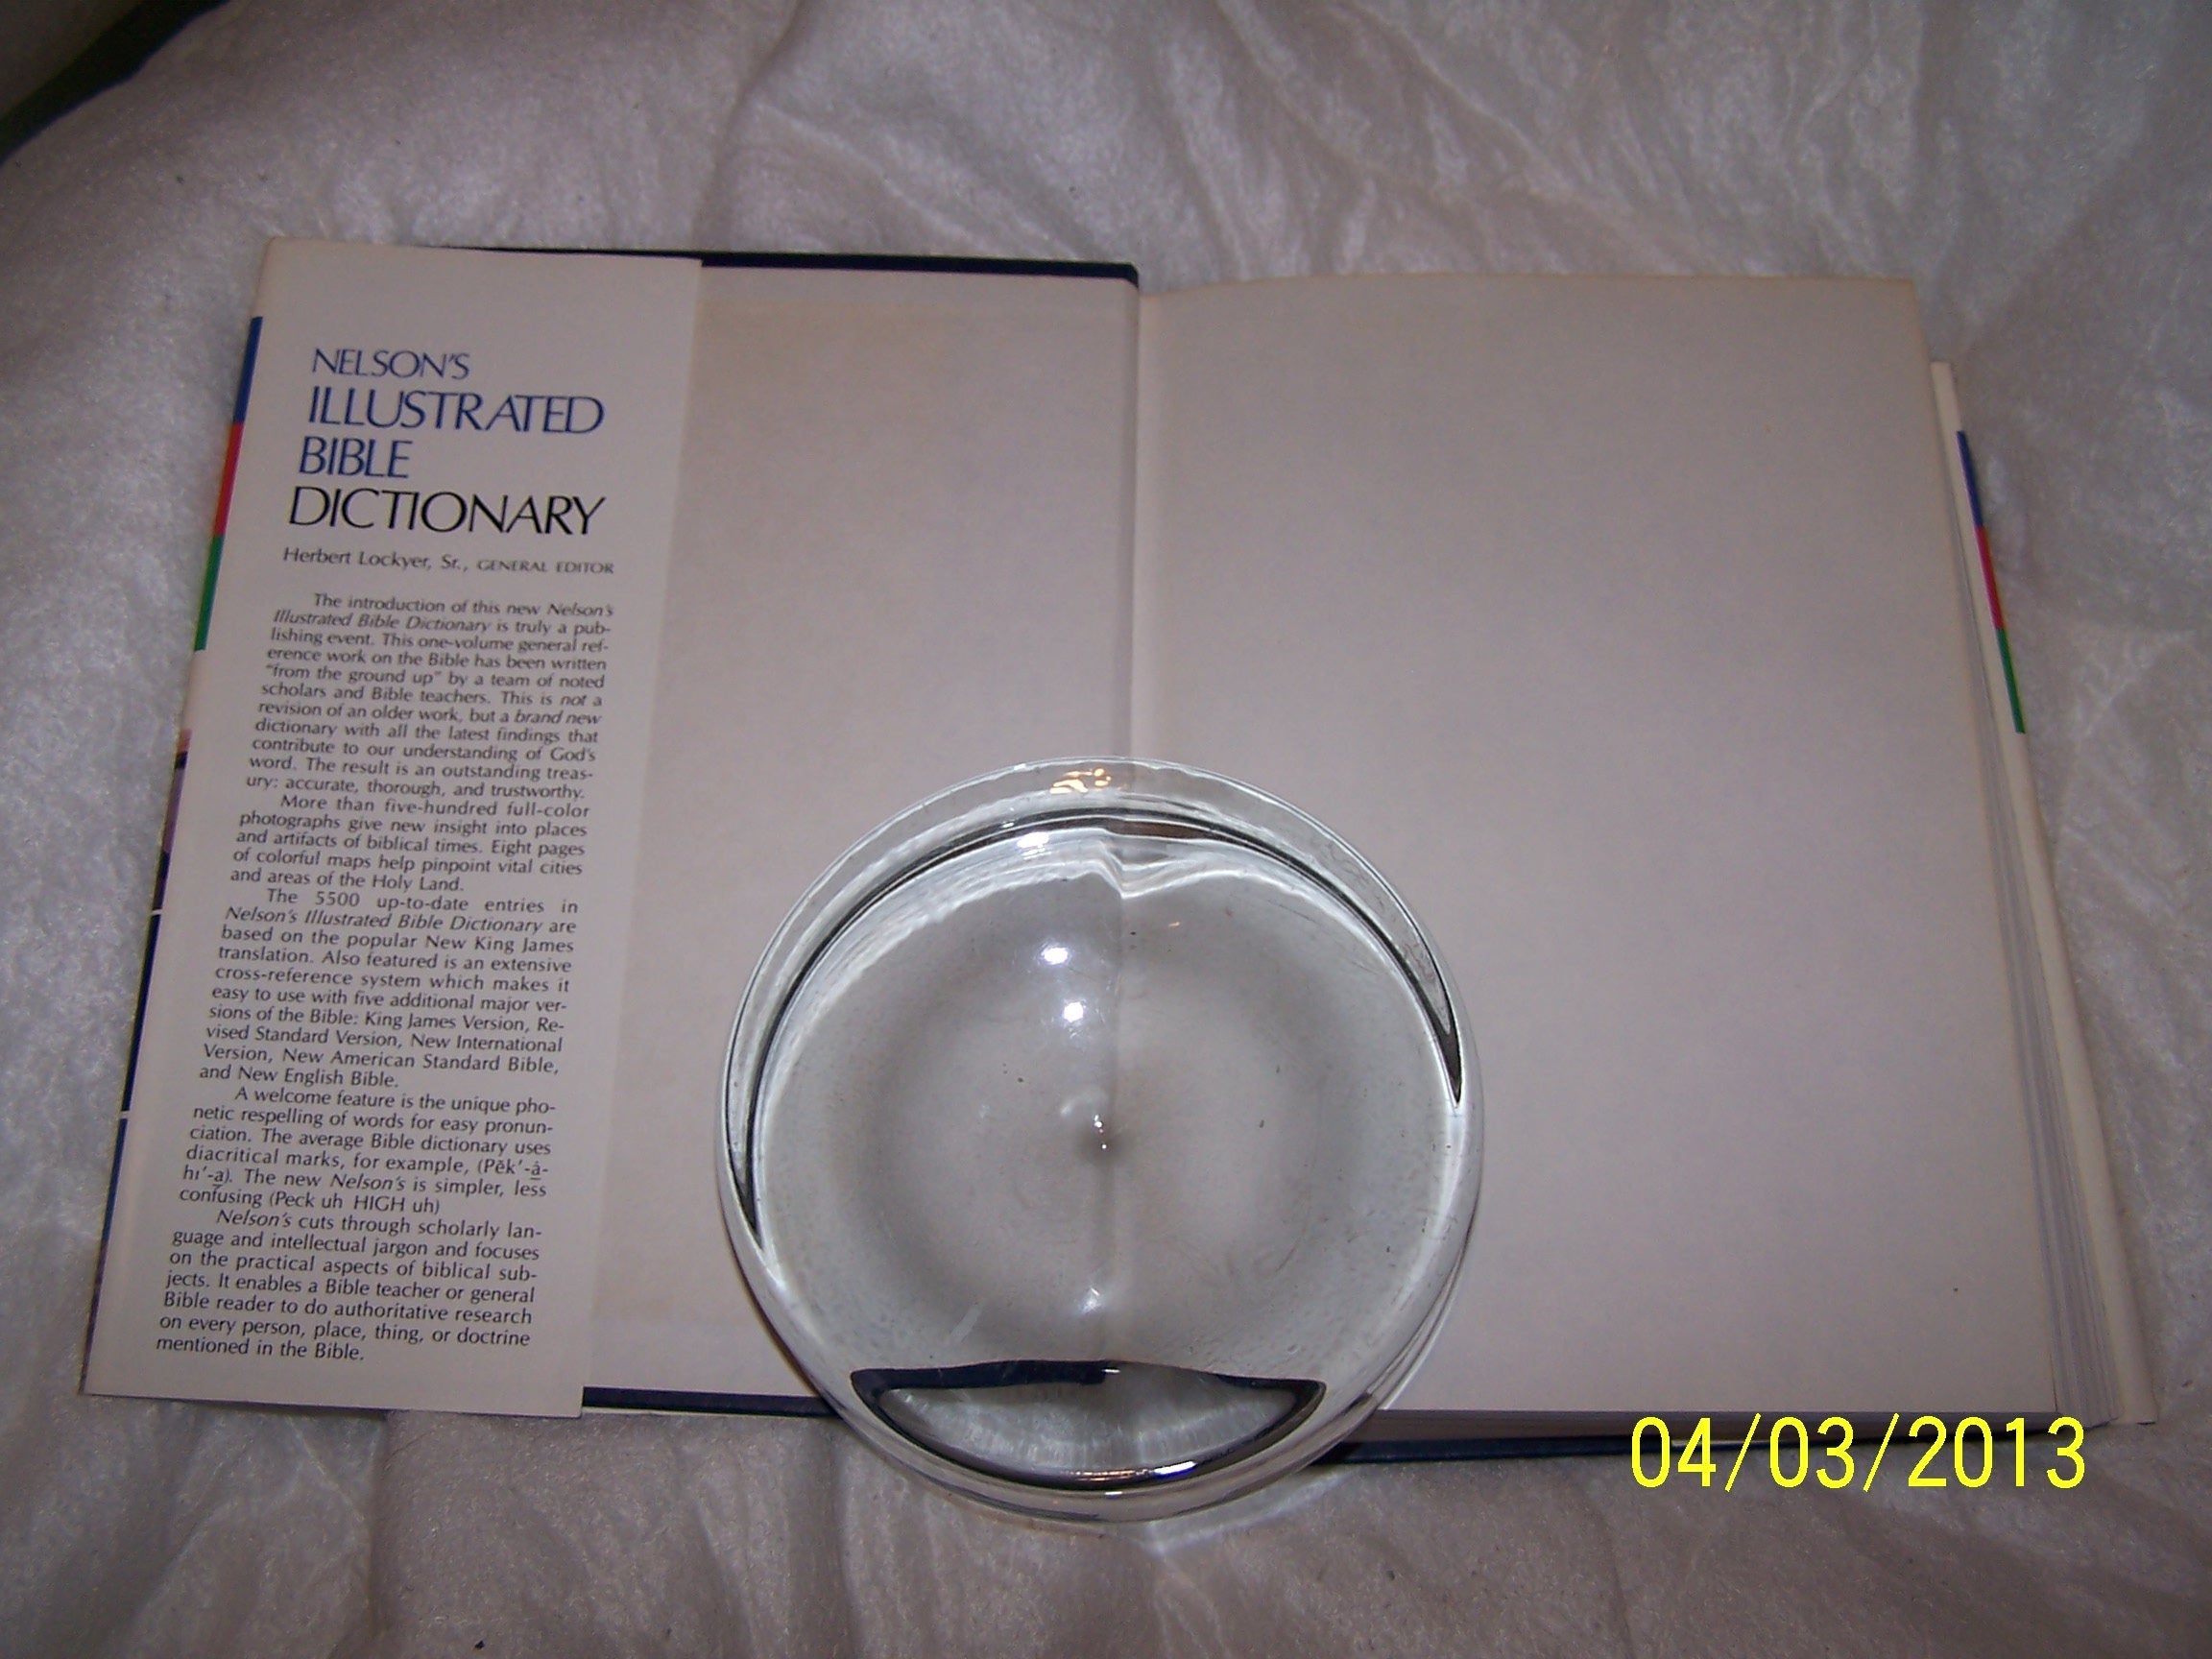 NELSON'S
ILLUSTRATED
BIBLE
DICTIONARY
Herbert Lockyer, Sr., GENERAL EDITOR
The introduction of this new Nelson's
Illustrated Bible Dictionary is truly a pub-
lishing event. This one-volume general ref-
erence work on the Bible has been written
"from the ground up" by a team of noted
scholars and Bible teachers. This is not a
revision of an older work, but a brand new
dictionary with all the latest findings that
contribute to our understanding of God's
word. The result is an outstanding treas-
ury: accurate, thorough, and trustworthy.
More than five-hundred full-color
photographs give new insight into places
and artifacts of biblical times. Eight pages
of colorful maps help pinpoint vital cities
and areas of the Holy Land.
The 5500 up-to-date entries in
Nelson's Illustrated Bible Dictionary are
based on the popular New King James
translation. Also featured is an extensive
cross-reference system which makes it
easy to use with five additional major ver-
sions of the Bible: King James Version, Re-
vised Standard Version, New International
Version, New American Standard Bible,
and New English Bible.
A welcome feature is the unique pho-
netic respelling of words for easy pronun-
ciation. The average Bible dictionary uses
diacritical marks, for example, (Pĕk'-ȧ-
hī'-a̱). The new Nelson's is simpler, less
confusing (Peck uh HIGH uh)
Nelson's cuts through scholarly lan-
guage and intellectual jargon and focuses
on the practical aspects of biblical sub-
jects. It enables a Bible teacher or general
Bible reader to do authoritative research
on every person, place, thing, or doctrine
mentioned in the Bible.
04/03/2013